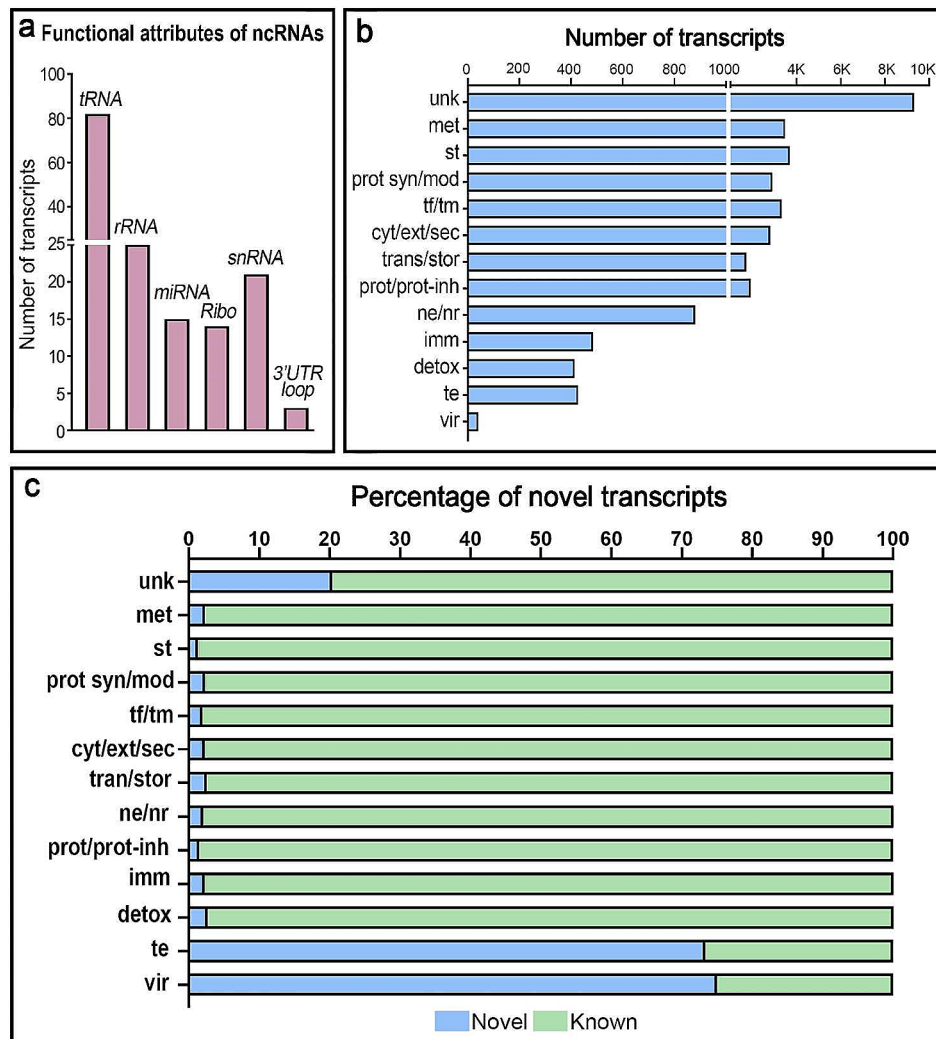 a Functional attributes of ncRNAs
Number of transcripts
100
80
60
40
25
20
15
10
5
0
tRNA
rRNA
miRNA
Ribo
snRNA
3'UTR
loop
b
Number of transcripts
0 200 400 600 800 1000 4K 6K 8K 10K
unk
met
st
prot syn/mod
tf/tm
cyt/ext/sec
trans/stor
prot/prot-inh
ne/nr
imm
detox
te
vir
c
Percentage of novel transcripts
0 10 20 30 40 50 60 70 80 90 100
unk
met
st
prot syn/mod
tf/tm
cyt/ext/sec
tran/stor
ne/nr
prot/prot-inh
imm
detox
te
vir
Novel Known